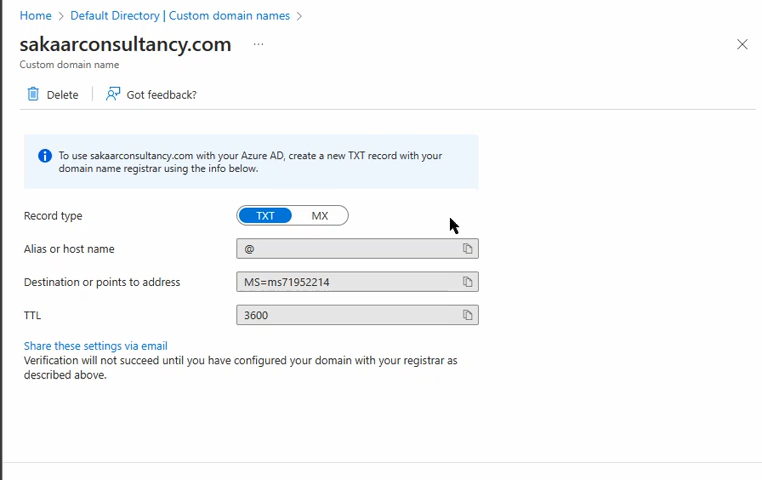 Home > Default Directory | Custom domain names >
sakaarconsultancy.com ...
Custom domain name
Delete | Got feedback?
To use sakaarconsultancy.com with your Azure AD, create a new TXT record with your
domain name registrar using the info below.
Record type TXT MX
Alias or host name @
Destination or points to address MS=ms71952214
TTL 3600
Share these settings via email
Verification will not succeed until you have configured your domain with your registrar as
described above.